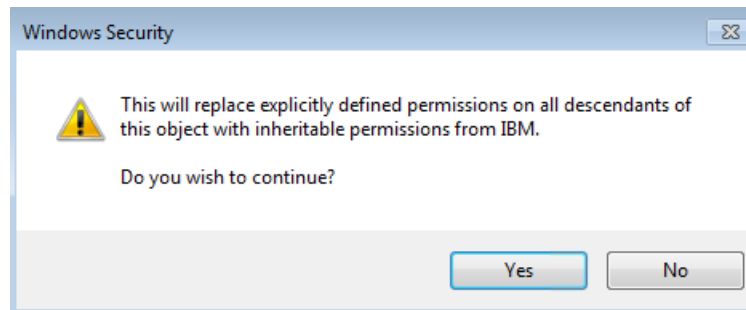 Windows Security
This will replace explicitly defined permissions on all descendants of
this object with inheritable permissions from IBM.
Do you wish to continue?
Yes
No